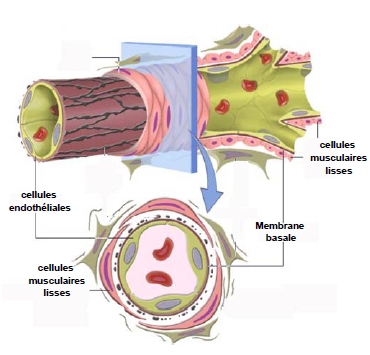 cellules
musculaires
lisses
cellules
endothéliales
Membrane
basale
cellules
musculaires
lisses